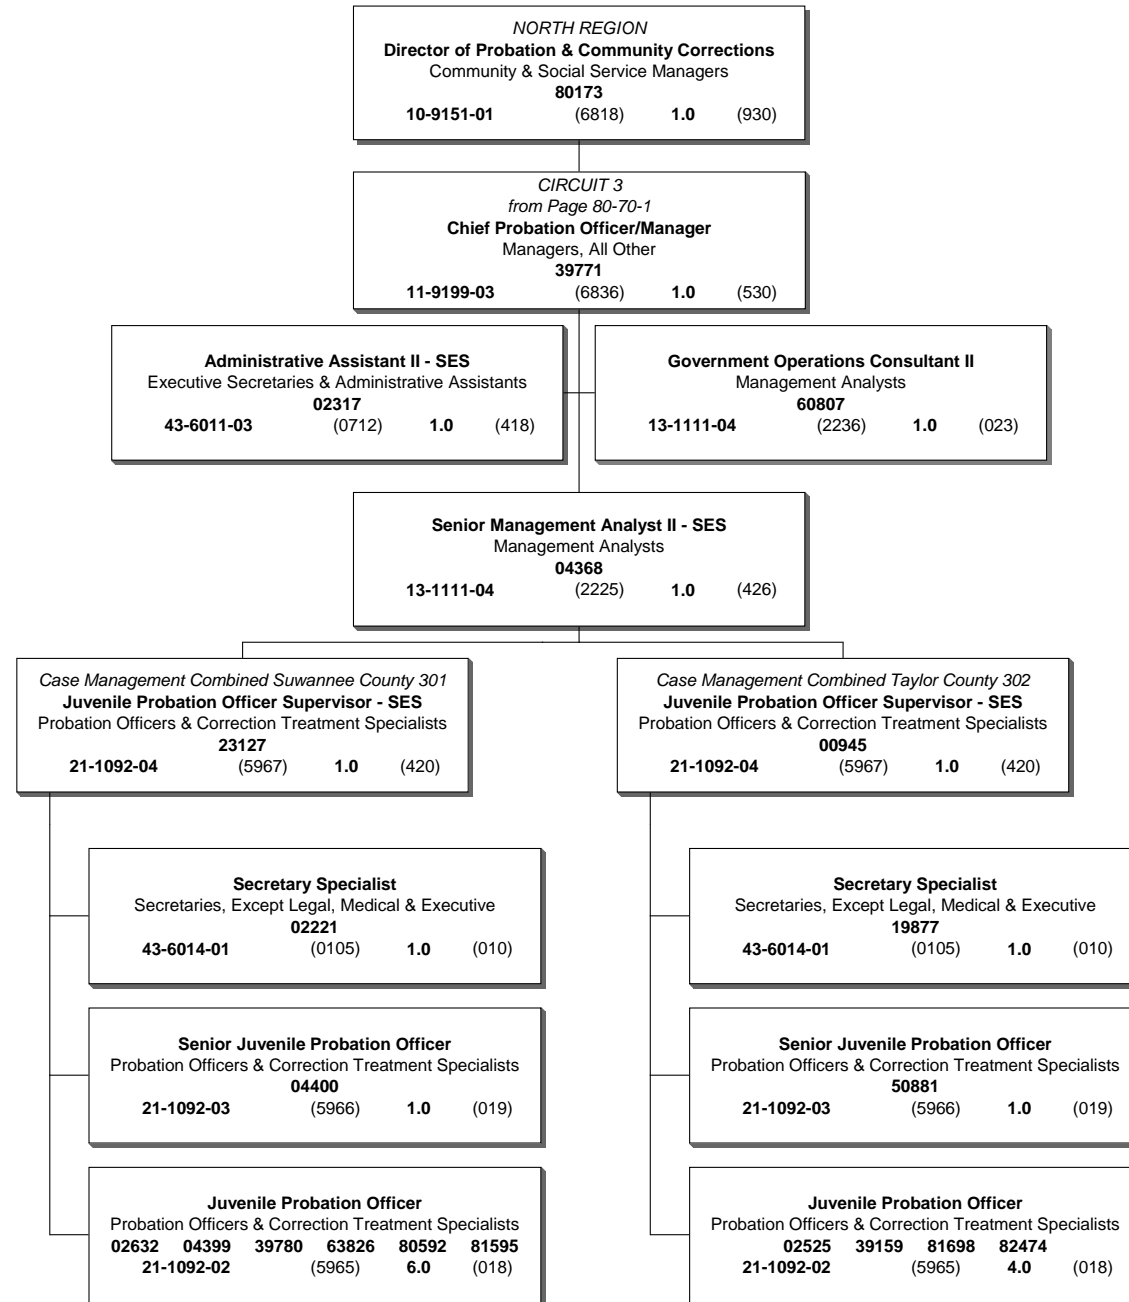 NORTH REGION
Director of Probation & Community Corrections
Community & Social Service Managers
80173
10-9151-01 (6818) 1.0 (930)
CIRCUIT 3
from Page 80-70-1
Chief Probation Officer/Manager
Managers, All Other
39771
11-9199-03 (6836) 1.0 (530)
Administrative Assistant II - SES
Executive Secretaries & Administrative Assistants
02317
43-6011-03 (0712) 1.0 (418)
Government Operations Consultant II
Management Analysts
60807
13-1111-04 (2236) 1.0 (023)
Senior Management Analyst II - SES
Management Analysts
04368
13-1111-04 (2225) 1.0 (426)
Case Management Combined Suwannee County 301
Juvenile Probation Officer Supervisor - SES
Probation Officers & Correction Treatment Specialists
23127
21-1092-04 (5967) 1.0 (420)
Secretary Specialist
Secretaries, Except Legal, Medical & Executive
02221
43-6014-01 (0105) 1.0 (010)
Senior Juvenile Probation Officer
Probation Officers & Correction Treatment Specialists
04400
21-1092-03 (5966) 1.0 (019)
Juvenile Probation Officer
Probation Officers & Correction Treatment Specialists
02632 04399 39780 63826 80592 81595
21-1092-02 (5965) 6.0 (018)
Case Management Combined Taylor County 302
Juvenile Probation Officer Supervisor - SES
Probation Officers & Correction Treatment Specialists
00945
21-1092-04 (5967) 1.0 (420)
Secretary Specialist
Secretaries, Except Legal, Medical & Executive
19877
43-6014-01 (0105) 1.0 (010)
Senior Juvenile Probation Officer
Probation Officers & Correction Treatment Specialists
50881
21-1092-03 (5966) 1.0 (019)
Juvenile Probation Officer
Probation Officers & Correction Treatment Specialists
02525 39159 81698 82474
21-1092-02 (5965) 4.0 (018)